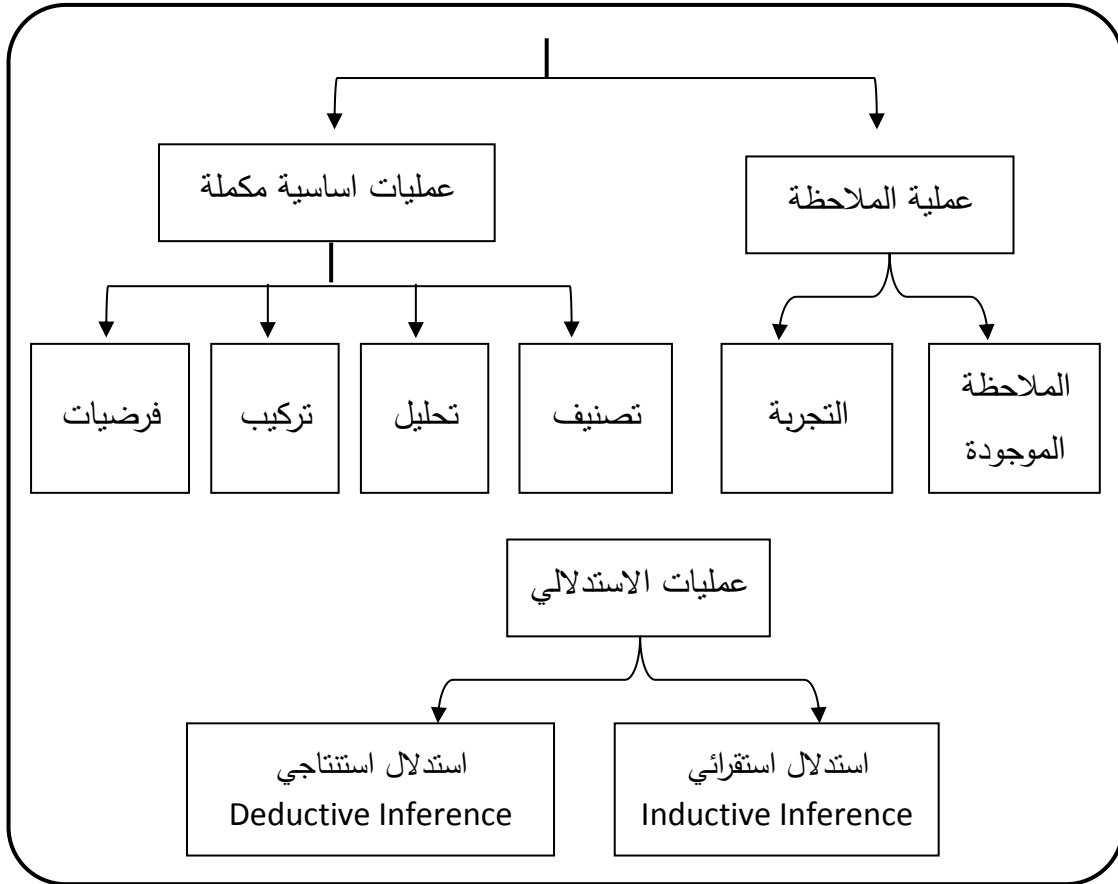 عملية الملاحظة
عمليات اساسية مكملة
الملاحظة
الموجودة
التجربة
تصنيف
تحليل
تركيب
فرضيات
عمليات الاستدلالي
استدلال استقرائي
Inductive Inference
استدلال استنتاجي
Deductive Inference